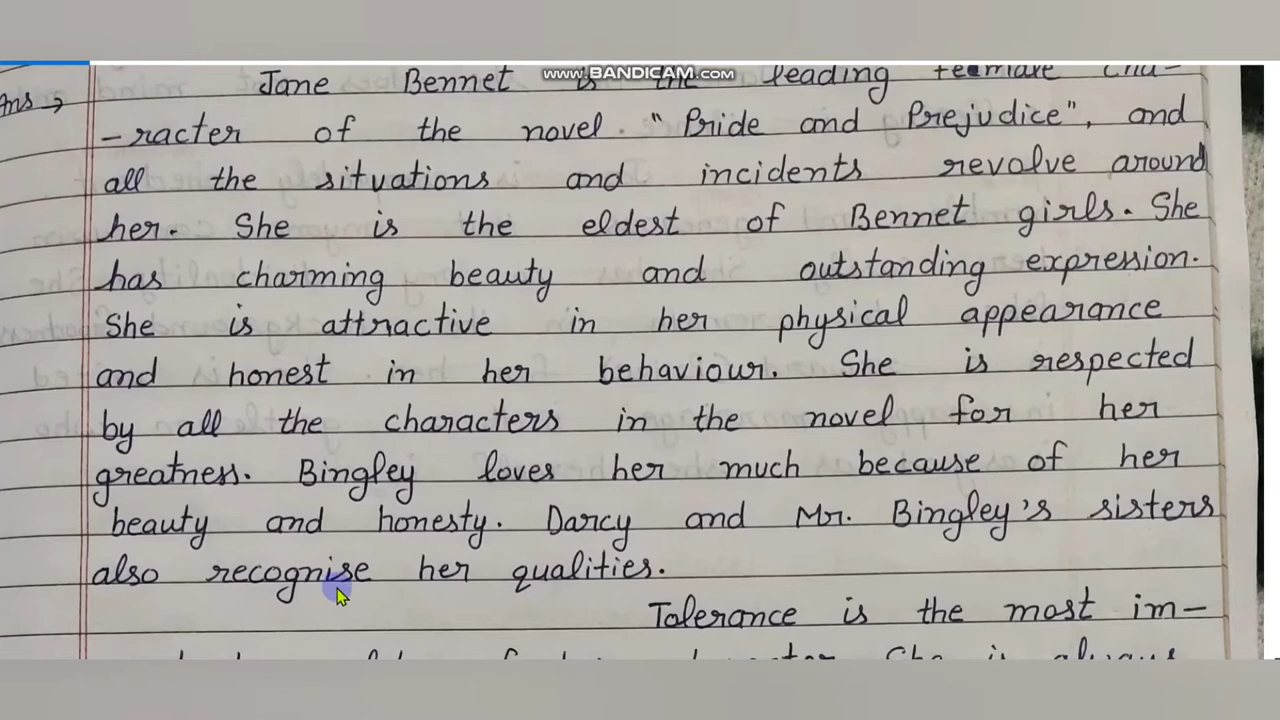 www.BANDICAM.com
Ans → Jane Bennet is the leading female cha-
-racter of the novel. "Pride and Prejudice", and
all the situations and incidents revolve around
her. She is the eldest of Bennet girls. She
has charming beauty and outstanding expression.
She is attractive in her physical appearance
and honest in her behaviour. She is respected
by all the characters in the novel for her
greatness. Bingley loves her much because of her
beauty and honesty. Darcy and Mr. Bingley's sisters
also recognise her qualities.
Tolerance is the most im-
She is always